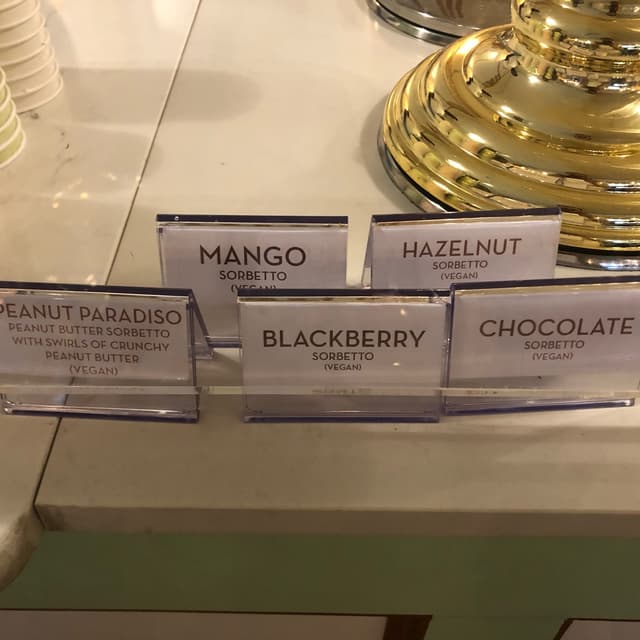 MANGO
SORBETTO
(VEGAN)
HAZELNUT
SORBETTO
(VEGAN)
PEANUT PARADISO
PEANUT BUTTER SORBETTO
WITH SWIRLS OF CRUNCHY
PEANUT BUTTER
(VEGAN)
BLACKBERRY
SORBETTO
(VEGAN)
CHOCOLATE
SORBETTO
(VEGAN)